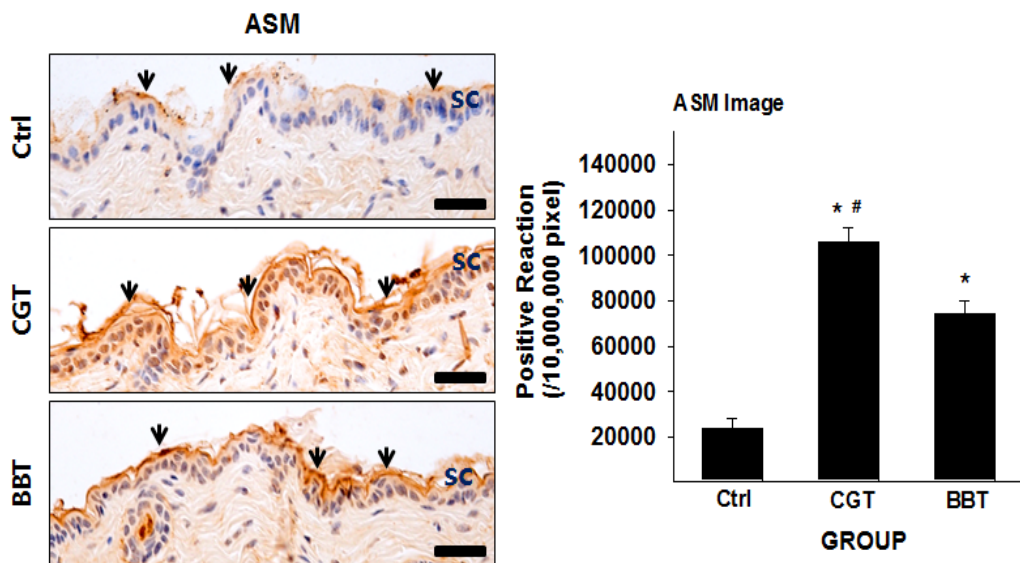 ASM
Ctrl
SC
CGT
SC
BBT
SC
ASM Image
Positive Reaction
(/10,000,000 pixel)
140000
120000
100000
80000
60000
40000
20000
* #
*
Ctrl CGT BBT
GROUP